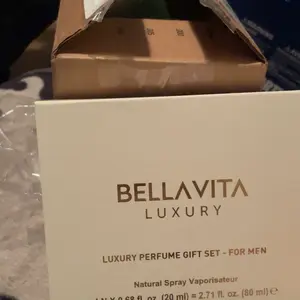 BELLAVITA
LUXURY
LUXURY PERFUME GIFT SET - FOR MEN
Natural Spray Vaporisateur
4N X 0.68 fl. oz. (20 ml) = 2.71 fl. oz. (80 ml) ℮